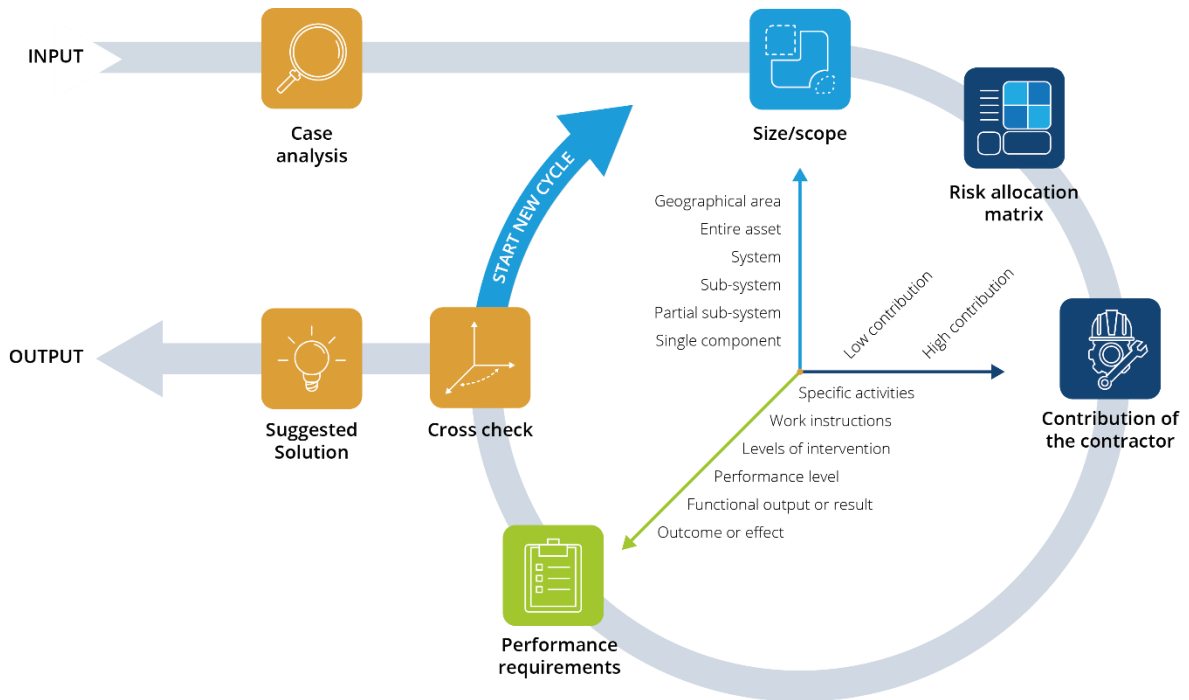 INPUT
Case
analysis
Size/scope
Risk allocation
matrix
START NEW CYCLE
Geographical area
Entire asset
System
Sub-system
Partial sub-system
Single component
Low contribution
High contribution
Contribution of
the contractor
OUTPUT
Suggested
Solution
Cross check
Specific activities
Work instructions
Levels of intervention
Performance level
Functional output or result
Outcome or effect
Performance
requirements